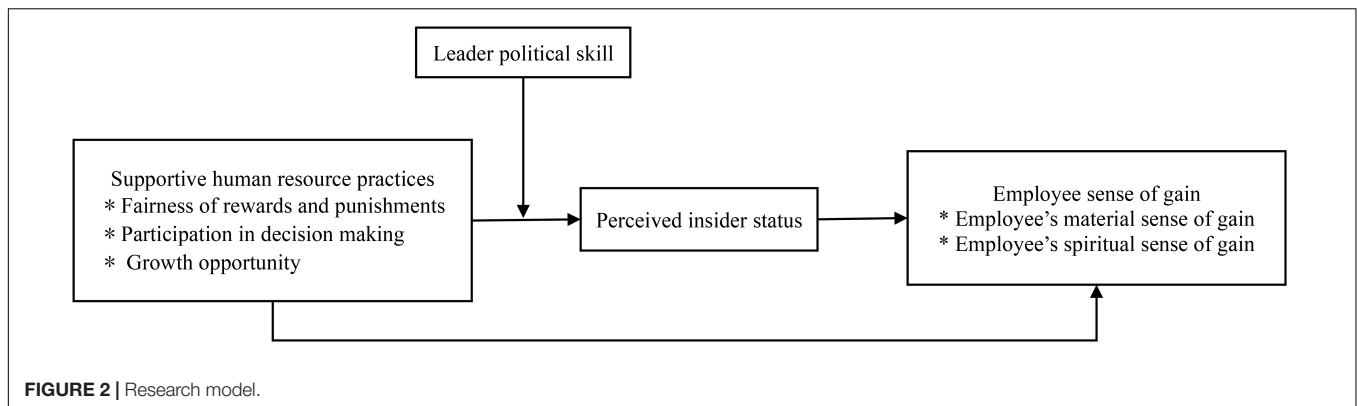 Leader political skill
Supportive human resource practices
* Fairness of rewards and punishments
* Participation in decision making
* Growth opportunity
Perceived insider status
Employee sense of gain
* Employee's material sense of gain
* Employee's spiritual sense of gain
FIGURE 2 | Research model.